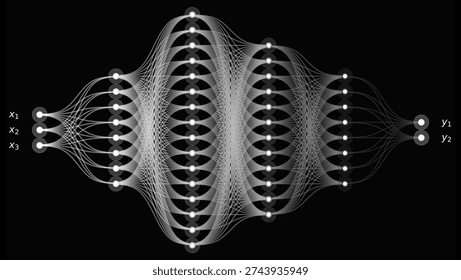 x₁
x₂
x₃
y₁
y₂
shutterstock.com · 2743935949